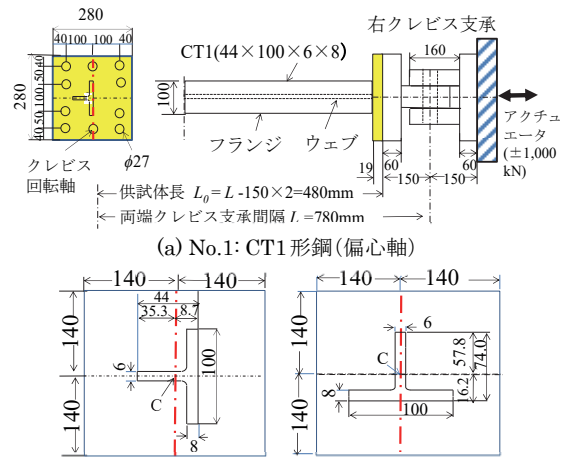 280
40 100 100 40
280
40 50 100 50 40
クレビス
回転軸
φ27
CT1(44×100×6×8)
100
フランジ
ウェブ
右クレビス支承
160
アクチュ
エータ
(±1,000
kN)
19
60
60
150
150
供試体長 L₀ = L -150×2=480mm
両端クレビス支承間隔 L =780mm
(a) No.1: CT1形鋼(偏心軸)
140
140
44
35.3
8.7
140
6
100
C
140
8
140
140
6
140
C
57.8
74.0
16.2
8
100
140